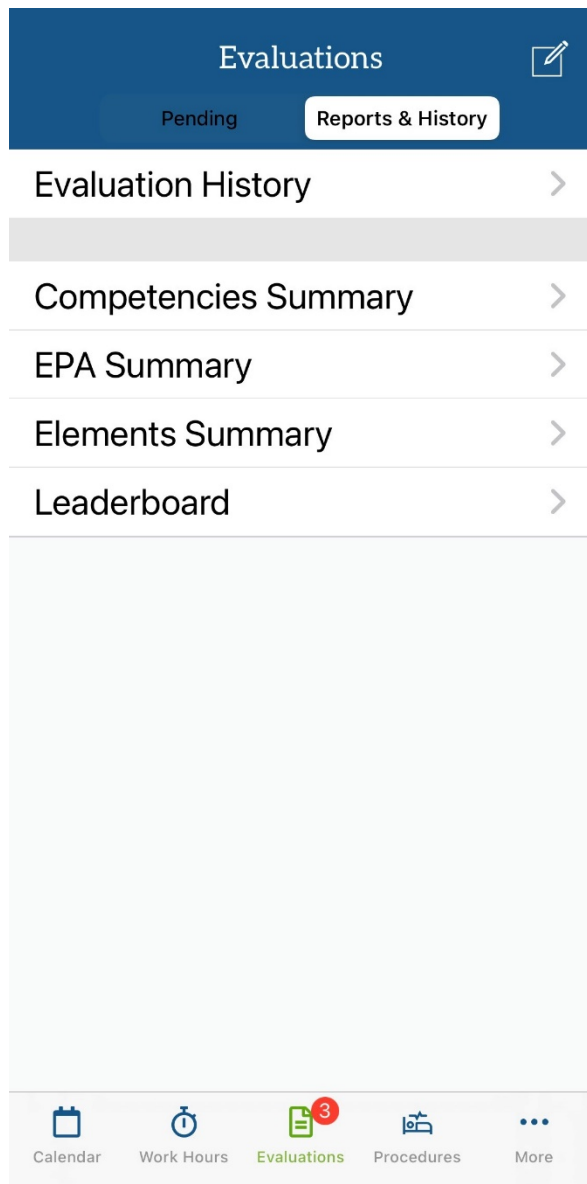 Evaluations
Pending Reports & History
Evaluation History
Competencies Summary
EPA Summary
Elements Summary
Leaderboard
3
Calendar Work Hours Evaluations Procedures More